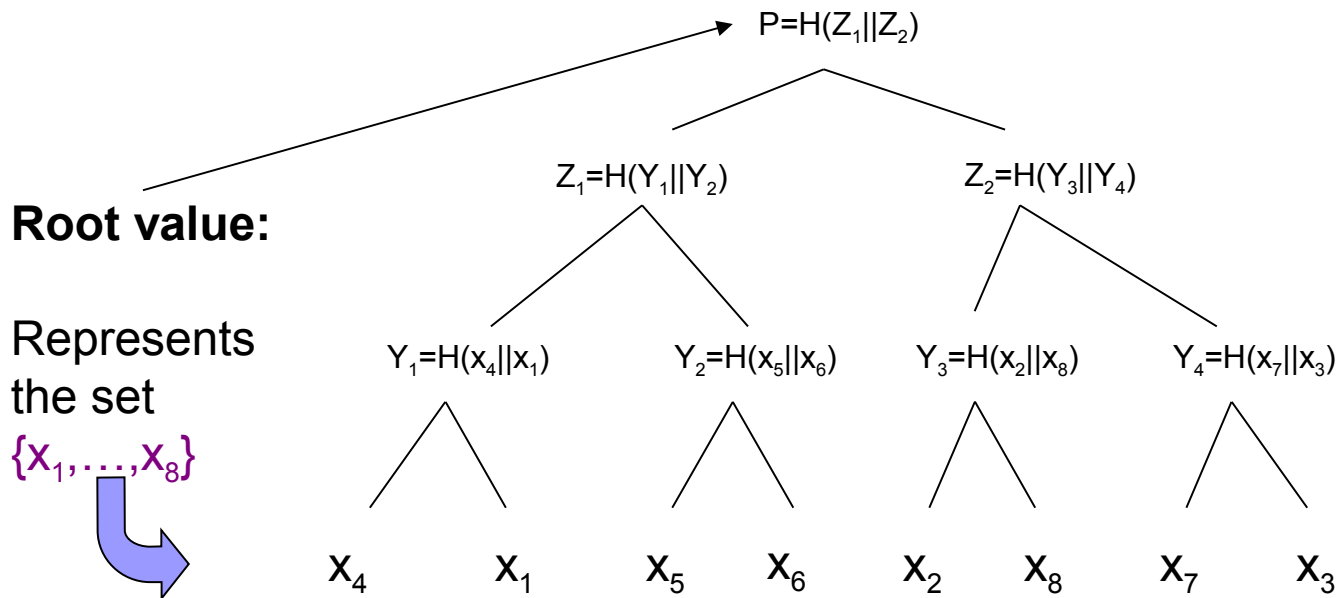 P=H(Z₁||Z₂)
Z₁=H(Y₁||Y₂) Z₂=H(Y₃||Y₄)
Root value:
Represents
the set
{x₁,…,x₈}
Y₁=H(x₄||x₁) Y₂=H(x₅||x₆) Y₃=H(x₂||x₈) Y₄=H(x₇||x₃)
x₄ x₁ x₅ x₆ x₂ x₈ x₇ x₃